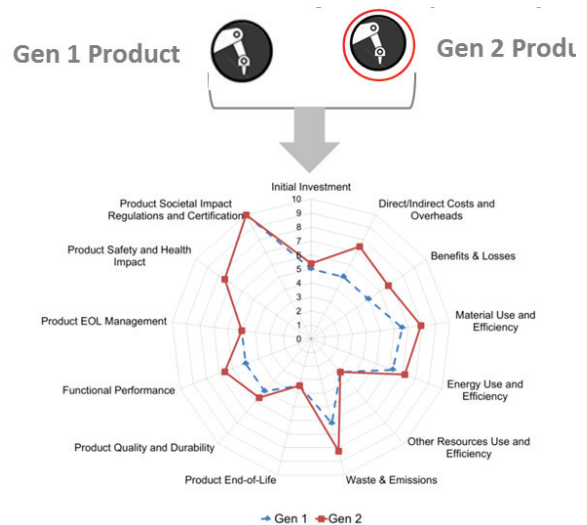 Gen 1 Product
Gen 2 Produ
Initial Investment
Direct/Indirect Costs and
Overheads
Benefits & Losses
Material Use and
Efficiency
Energy Use and
Efficiency
Other Resources Use and
Efficiency
Waste & Emissions
Product End-of-Life
Product Quality and Durability
Functional Performance
Product EOL Management
Product Safety and Health
Impact
Product Societal Impact
Regulations and Certification
10
9
8
7
6
5
4
3
2
1
0
Gen 1
Gen 2